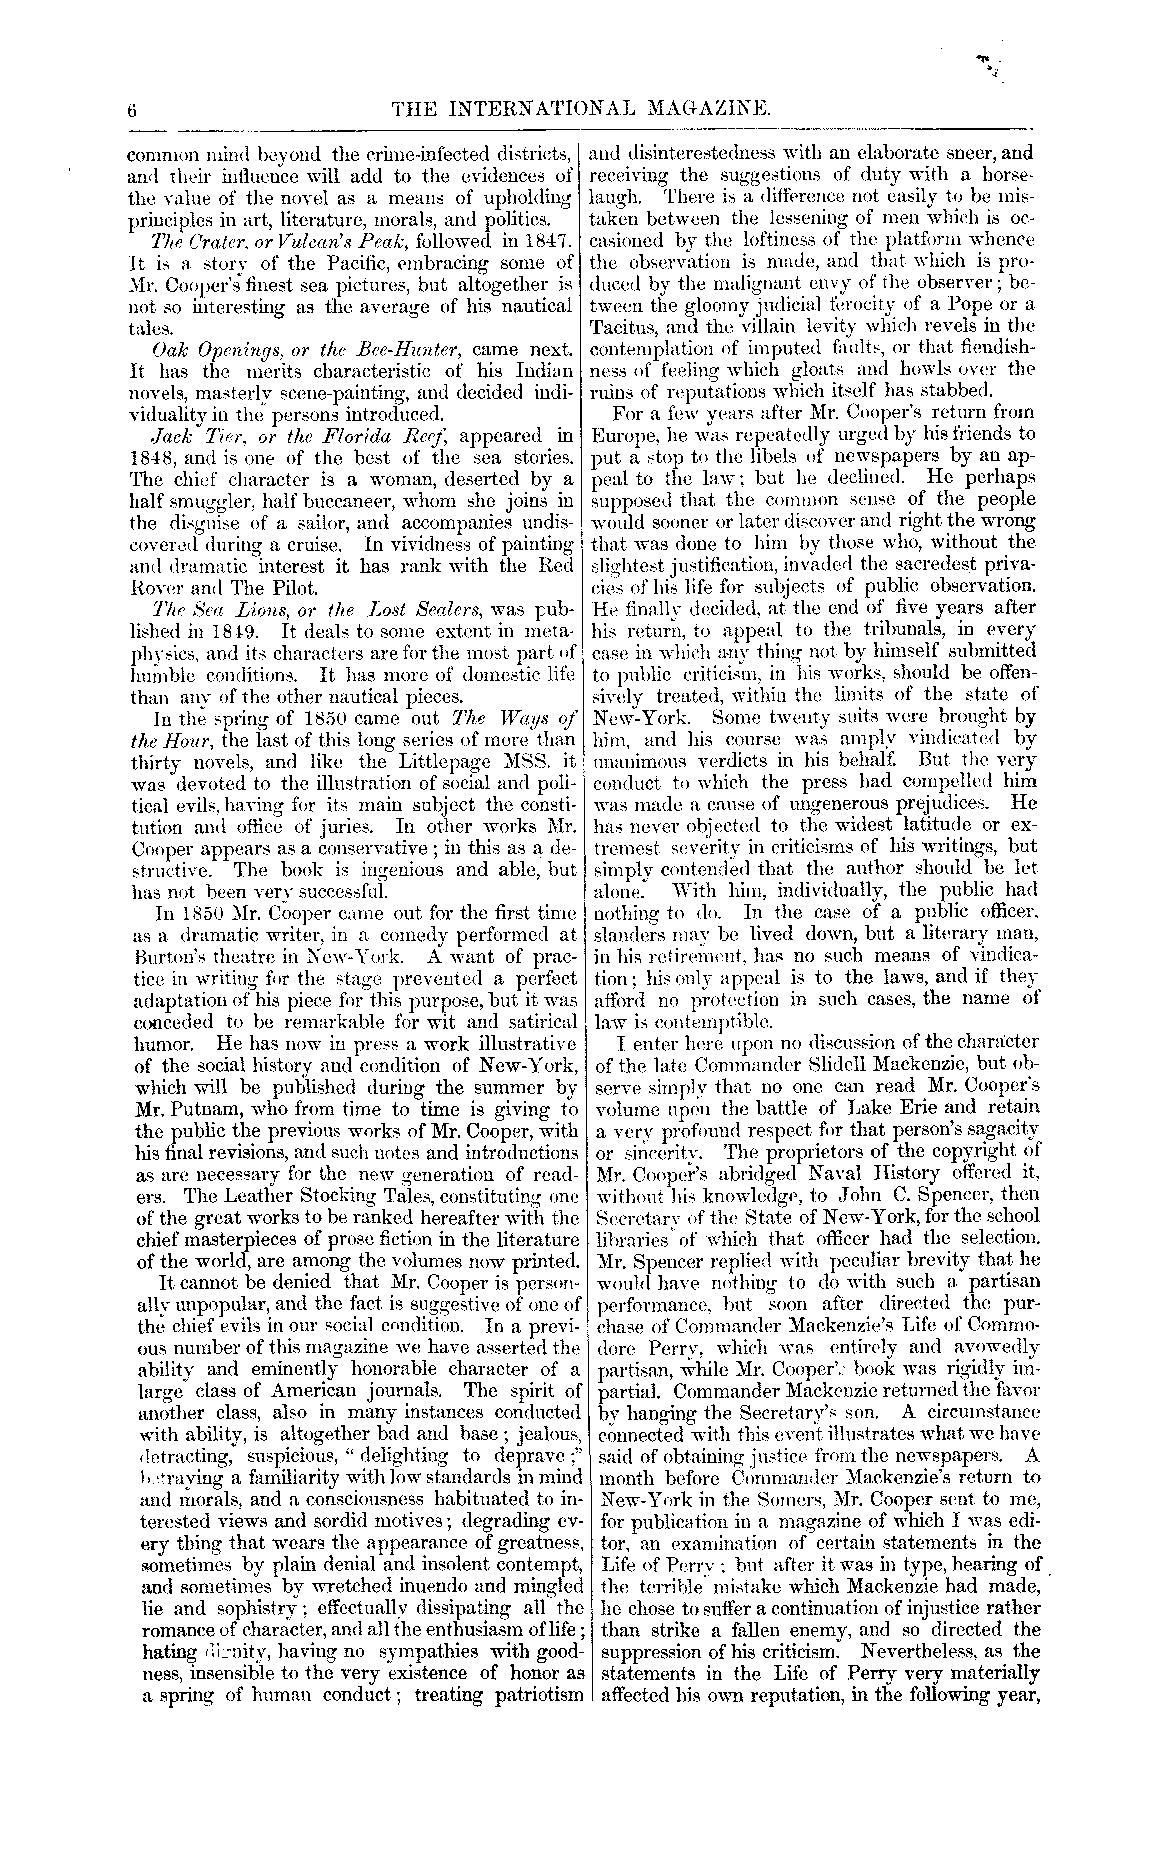 6 THE INTERNATIONAL MAGAZINE.
common mind beyond the crime-infected districts,
and their influence will add to the evidences of
the value of the novel as a means of upholding
principles in art, literature, morals, and politics.
The Crater, or Vulcan's Peak, followed in 1847.
It is a story of the Pacific, embracing some of
Mr. Cooper's finest sea pictures, but altogether is
not so interesting as the average of his nautical
tales.
Oak Openings, or the Bee-Hunter, came next.
It has the merits characteristic of his Indian
novels, masterly scene-painting, and decided indi-
viduality in the persons introduced.
Jack Tier, or the Florida Reef, appeared in
1848, and is one of the best of the sea stories.
The chief character is a woman, deserted by a
half smuggler, half buccaneer, whom she joins in
the disguise of a sailor, and accompanies undis-
covered during a cruise. In vividness of painting
and dramatic interest it has rank with the Red
Rover and The Pilot.
The Sea Lions, or the Lost Sealers, was pub-
lished in 1849. It deals to some extent in meta-
physics, and its characters are for the most part of
humble conditions. It has more of domestic life
than any of the other nautical pieces.
In the spring of 1850 came out The Ways of
the Hour, the last of this long series of more than
thirty novels, and like the Littlepage MSS. it
was devoted to the illustration of social and poli-
tical evils, having for its main subject the consti-
tution and office of juries. In other works Mr.
Cooper appears as a conservative; in this as a de-
structive. The book is ingenious and able, but
has not been very successful.
In 1850 Mr. Cooper came out for the first time
as a dramatic writer, in a comedy performed at
Burton's theatre in New-York. A want of prac-
tice in writing for the stage prevented a perfect
adaptation of his piece for this purpose, but it was
conceded to be remarkable for wit and satirical
humor. He has now in press a work illustrative
of the social history and condition of New-York,
which will be published during the summer by
Mr. Putnam, who from time to time is giving to
the public the previous works of Mr. Cooper, with
his final revisions, and such notes and introductions
as are necessary for the new generation of read-
ers. The Leather Stocking Tales, constituting one
of the great works to be ranked hereafter with the
chief masterpieces of prose fiction in the literature
of the world, are among the volumes now printed.
It cannot be denied that Mr. Cooper is person-
ally unpopular, and the fact is suggestive of one of
the chief evils in our social condition. In a previ-
ous number of this magazine we have asserted the
ability and eminently honorable character of a
large class of American journals. The spirit of
another class, also in many instances conducted
with ability, is altogether bad and base; jealous,
detracting, suspicious, "delighting to deprave;"
betraying a familiarity with low standards in mind
and morals, and a consciousness habituated to in-
terested views and sordid motives; degrading ev-
ery thing that wears the appearance of greatness,
sometimes by plain denial and insolent contempt,
and sometimes by wretched inuendo and mingled
lie and sophistry; effectually dissipating all the
romance of character, and all the enthusiasm of life;
hating dignity, having no sympathies with good-
ness, insensible to the very existence of honor as
a spring of human conduct; treating patriotism
and disinterestedness with an elaborate sneer, and
receiving the suggestions of duty with a horse-
laugh. There is a difference not easily to be mis-
taken between the lessening of men which is oc-
casioned by the loftiness of the platform whence
the observation is made, and that which is pro-
duced by the malignant envy of the observer; be-
tween the gloomy judicial ferocity of a Pope or a
Tacitus, and the villain levity which revels in the
contemplation of imputed faults, or that fiendish-
ness of feeling which gloats and howls over the
ruins of reputations which itself has stabbed.
For a few years after Mr. Cooper's return from
Europe, he was repeatedly urged by his friends to
put a stop to the libels of newspapers by an ap-
peal to the law; but he declined. He perhaps
supposed that the common sense of the people
would sooner or later discover and right the wrong
that was done to him by those who, without the
slightest justification, invaded the sacredest priva-
cies of his life for subjects of public observation.
He finally decided, at the end of five years after
his return, to appeal to the tribunals, in every
case in which any thing not by himself submitted
to public criticism, in his works, should be offen-
sively treated, within the limits of the state of
New-York. Some twenty suits were brought by
him, and his course was amply vindicated by
unanimous verdicts in his behalf. But the very
conduct to which the press had compelled him
was made a cause of ungenerous prejudices. He
has never objected to the widest latitude or ex-
tremest severity in criticisms of his writings, but
simply contended that the author should be let
alone. With him, individually, the public had
nothing to do. In the case of a public officer,
slanders may be lived down, but a literary man,
in his retirement, has no such means of vindica-
tion; his only appeal is to the laws, and if they
afford no protection in such cases, the name of
law is contemptible.
I enter here upon no discussion of the character
of the late Commander Slidell Mackenzie, but ob-
serve simply that no one can read Mr. Cooper's
volume upon the battle of Lake Erie and retain
a very profound respect for that person's sagacity
or sincerity. The proprietors of the copyright of
Mr. Cooper's abridged Naval History offered it,
without his knowledge, to John C. Spencer, then
Secretary of the State of New-York, for the school
libraries of which that officer had the selection.
Mr. Spencer replied with peculiar brevity that he
would have nothing to do with such a partisan
performance, but soon after directed the pur-
chase of Commander Mackenzie's Life of Commo-
dore Perry, which was entirely and avowedly
partisan, while Mr. Cooper's book was rigidly im-
partial. Commander Mackenzie returned the favor
by hanging the Secretary's son. A circumstance
connected with this event illustrates what we have
said of obtaining justice from the newspapers. A
month before Commander Mackenzie's return to
New-York in the Somers, Mr. Cooper sent to me,
for publication in a magazine of which I was edi-
tor, an examination of certain statements in the
Life of Perry; but after it was in type, hearing of
the terrible mistake which Mackenzie had made,
he chose to suffer a continuation of injustice rather
than strike a fallen enemy, and so directed the
suppression of his criticism. Nevertheless, as the
statements in the Life of Perry very materially
affected his own reputation, in the following year,